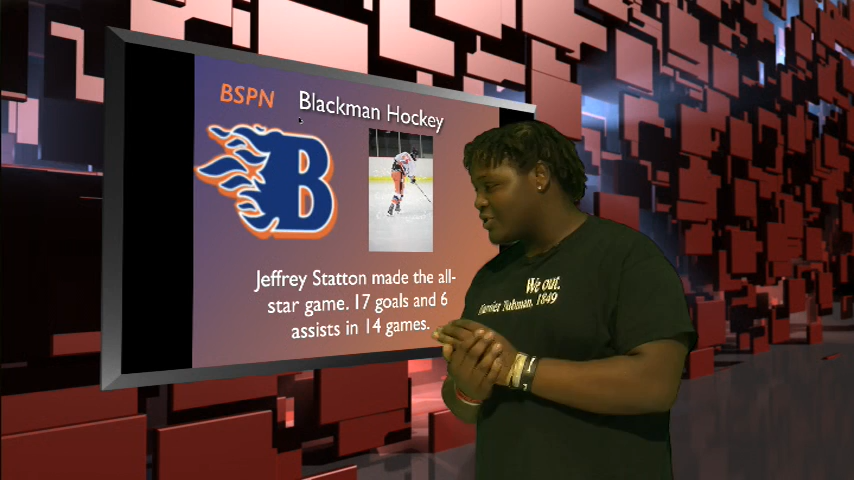 BSPN
Blackman Hockey
B
Jeffrey Statton made the all-
star game. 17 goals and 6
assists in 14 games.
We out.
Harriet Tubman, 1849